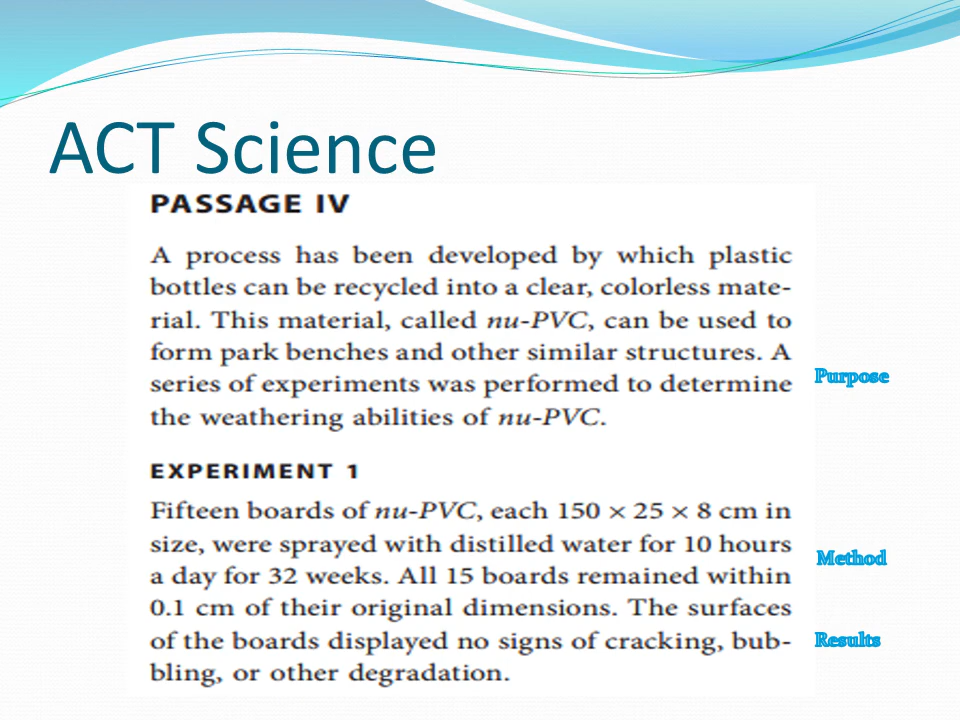 ACT Science
PASSAGE IV
A process has been developed by which plastic
bottles can be recycled into a clear, colorless mate-
rial. This material, called nu-PVC, can be used to
form park benches and other similar structures. A
series of experiments was performed to determine
the weathering abilities of nu-PVC.
Purpose
EXPERIMENT 1
Fifteen boards of nu-PVC, each 150 × 25 × 8 cm in
size, were sprayed with distilled water for 10 hours
a day for 32 weeks. All 15 boards remained within
0.1 cm of their original dimensions. The surfaces
of the boards displayed no signs of cracking, bub-
bling, or other degradation.
Method
Results